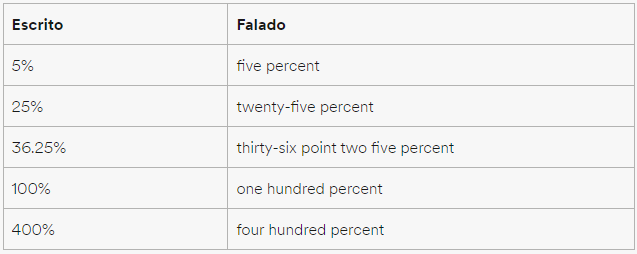 Escrito Falado
5% five percent
25% twenty-five percent
36.25% thirty-six point two five percent
100% one hundred percent
400% four hundred percent